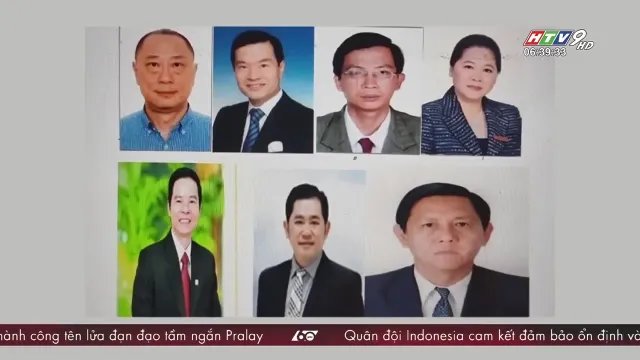 HTV9 HD
06:39:33
hành công tên lửa đạn đạo tầm ngắn Pralay
Quân đội Indonesia cam kết đảm bảo ổn định và